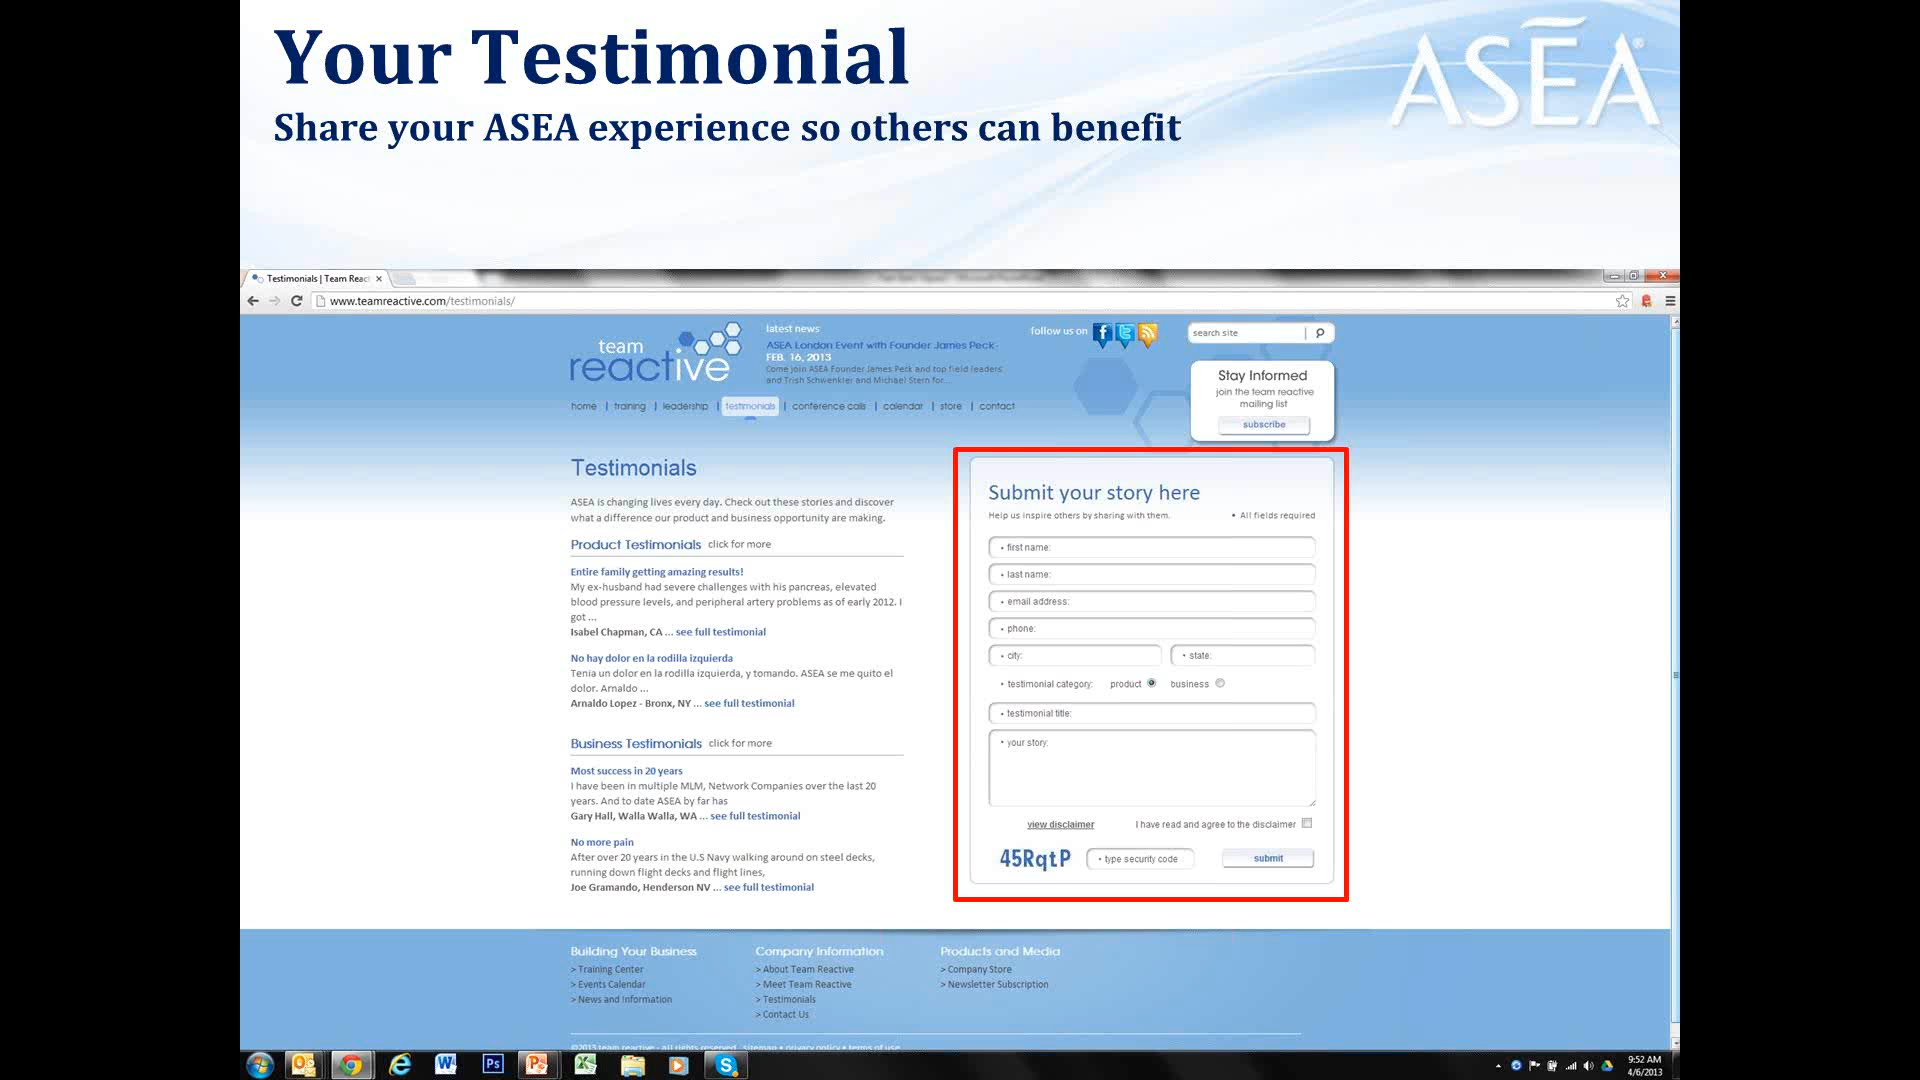 Your Testimonial
Share your ASEA experience so others can benefit
ASEA®
Testimonials | Team Reac
www.teamreactive.com/testimonials/
team
reactive
latest news
ASEA London Event with Founder James Peck -
FEB. 16, 2013
Come join ASEA Founder James Peck and top field leaders
and Trish Schwenkler and Michael Stern for...
follow us on
search site
Stay Informed
join the team reactive
mailing list
subscribe
home | training | leadership | testimonials | conference calls | calendar | store | contact
Testimonials
ASEA is changing lives every day. Check out these stories and discover
what a difference our product and business opportunity are making.
Product Testimonials click for more
Entire family getting amazing results!
My ex-husband had severe challenges with his pancreas, elevated
blood pressure levels, and peripheral artery problems as of early 2012. I
got ...
Isabel Chapman, CA ... see full testimonial
No hay dolor en la rodilla izquierda
Tenia un dolor en la rodilla izquierda, y tomando. ASEA se me quito el
dolor. Arnaldo ...
Arnaldo Lopez - Bronx, NY ... see full testimonial
Business Testimonials click for more
Most success in 20 years
I have been in multiple MLM, Network Companies over the last 20
years. And to date ASEA by far has
Gary Hall, Walla Walla, WA ... see full testimonial
No more pain
After over 20 years in the U.S Navy walking around on steel decks,
running down flight decks and flight lines,
Joe Gramando, Henderson NV ... see full testimonial
Submit your story here
Help us inspire others by sharing with them. • All fields required
• first name:
• last name:
• email address:
• phone:
• city: • state:
• testimonial category: product business
• testimonial title:
• your story:
view disclaimer I have read and agree to the disclaimer
45RqtP • type security code submit
Building Your Business
> Training Center
> Events Calendar
> News and Information
Company Information
> About Team Reactive
> Meet Team Reactive
> Testimonials
> Contact Us
Products and Media
> Company Store
> Newsletter Subscription
©2013 team reactive - all rights reserved sitemap • privacy policy • terms of use
9:52 AM
4/6/2013